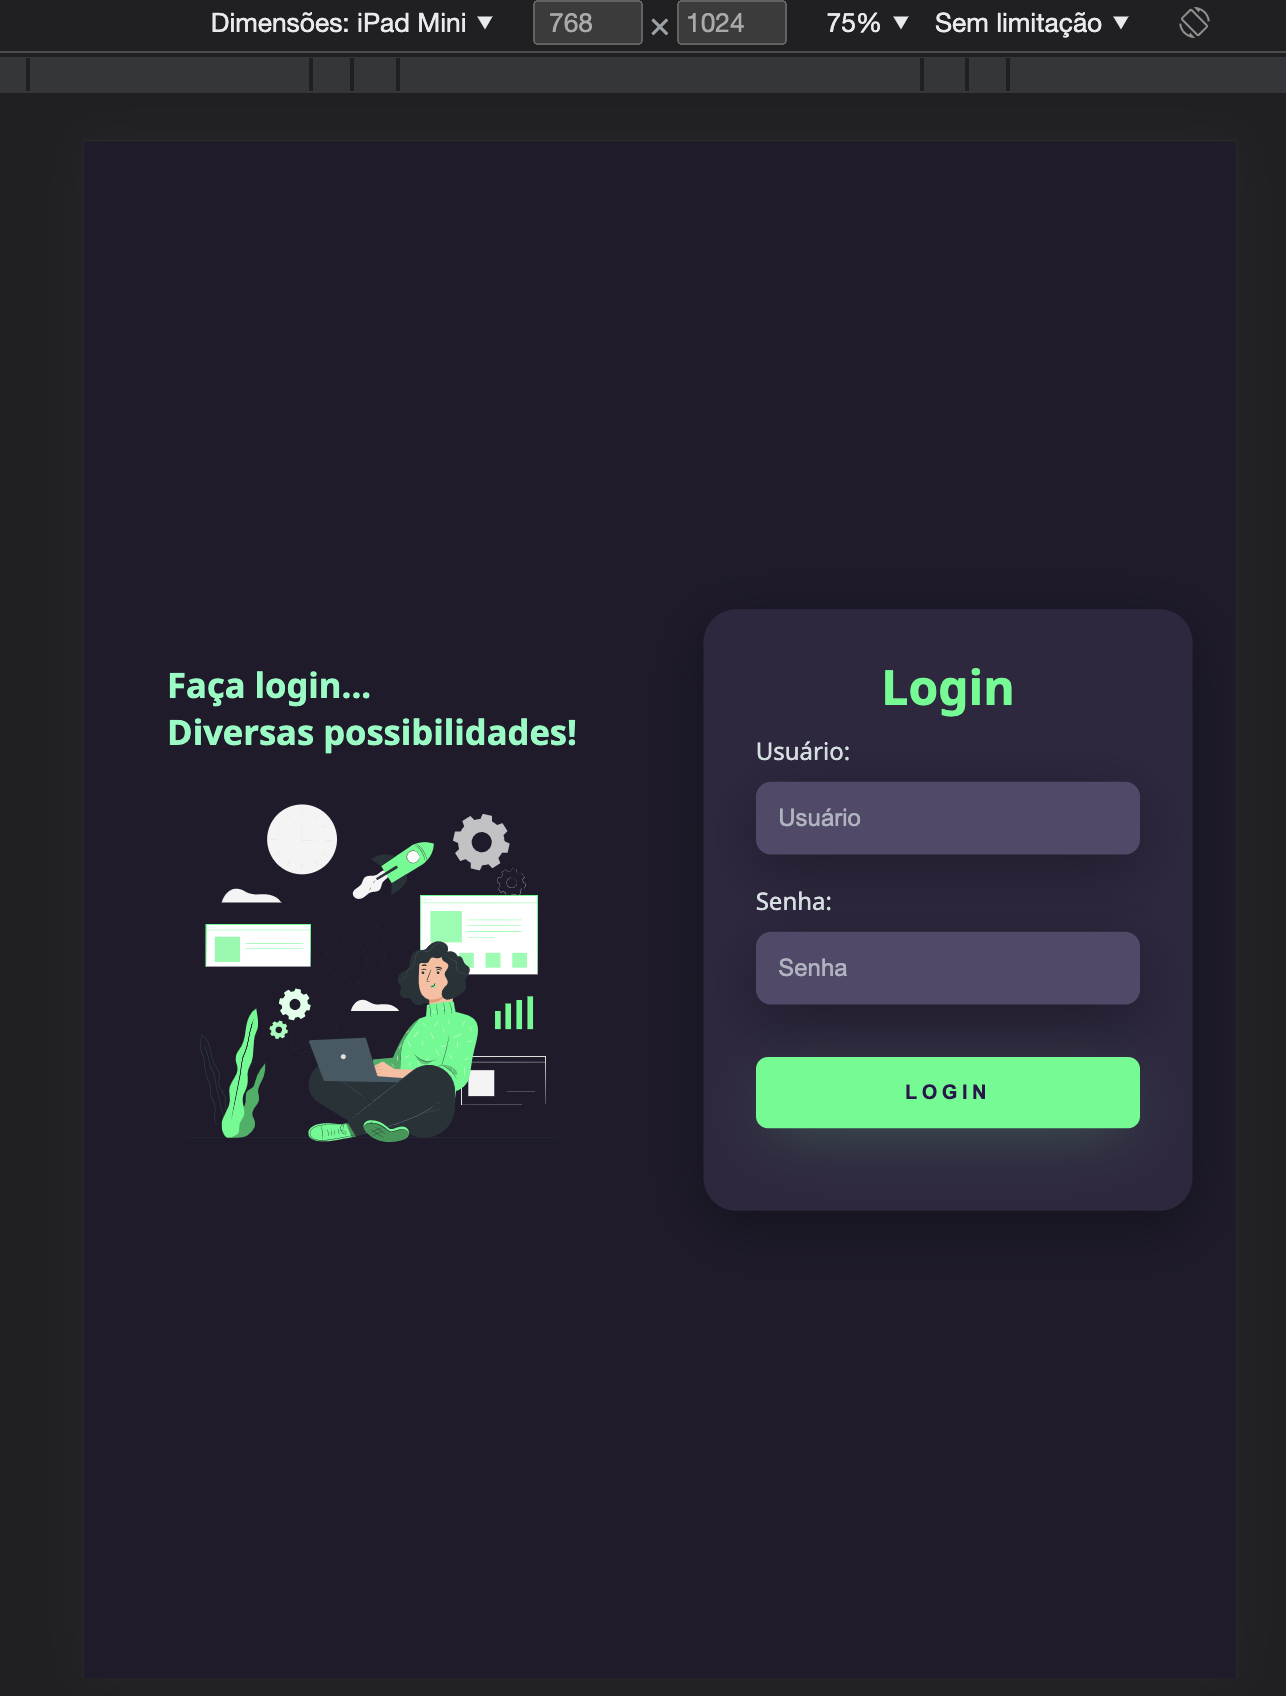 Dimensões: iPad Mini ▼ 768 × 1024 75% ▼ Sem limitação ▼
Faça login...
Diversas possibilidades!
Login
Usuário:
Usuário
Senha:
Senha
LOGIN